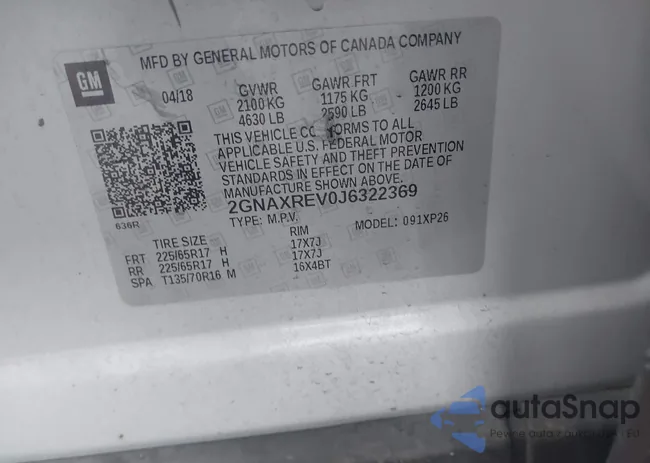 MFD BY GENERAL MOTORS OF CANADA COMPANY
GM
04/18 GVWR GAWR FRT GAWR RR
2100 KG 1175 KG 1200 KG
4630 LB 2590 LB 2645 LB
THIS VEHICLE CO FORMS TO ALL
APPLICABLE U.S. FEDERAL MOTOR
VEHICLE SAFETY AND THEFT PREVENTION
STANDARDS IN EFFECT ON THE DATE OF
MANUFACTURE SHOWN ABOVE.
2GNAXREV0J6322369
636R
TYPE: M.P.V. MODEL: 091XP26
TIRE SIZE RIM
FRT 225/65R17 H 17X7J
RR 225/65R17 H 17X7J
SPA T135/70R16 M 16X4BT
autaSnap
Pewne auta z